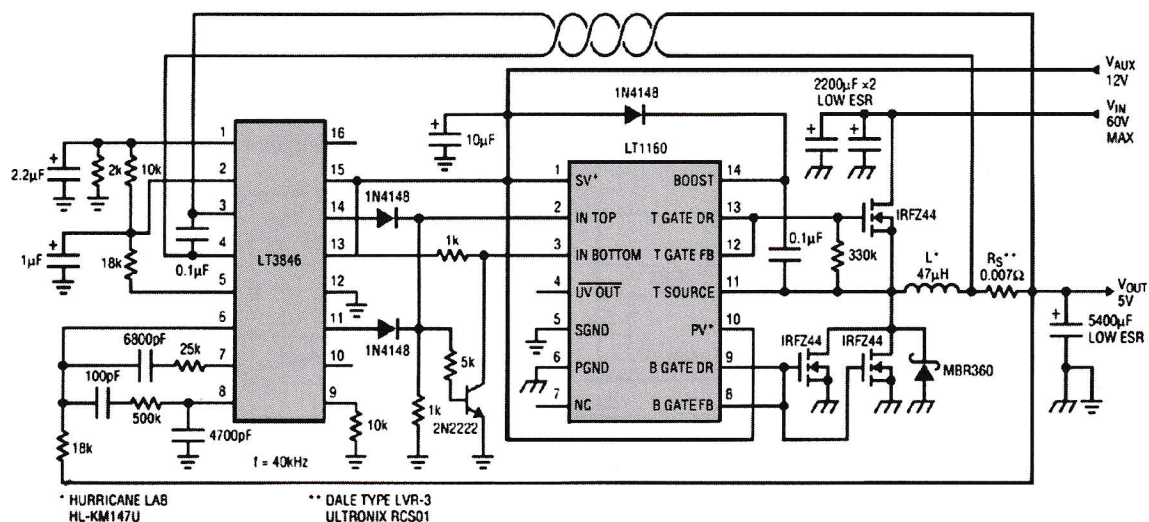 VAUX
12V
VIN
60V
MAX
2200µF ×2
LOW ESR
1N4148
10µF
LT1160
1
2
3
4
5
6
7
8
16
15
14
13
12
11
10
9
LT3846
2.2µF
2k
10k
1µF
18k
0.1µF
1N4148
1k
1N4148
5k
1k
2N2222
10k
6800pF
25k
100pF
500k
4700pF
18k
f = 40kHz
1 SV+ BOOST 14
2 IN TOP T GATE DR 13
3 IN BOTTOM T GATE FB 12
4 UV OUT T SOURCE 11
5 SGND PV+ 10
6 PGND B GATE DR 9
7 NC B GATE FB 8
0.1µF
330k
IRFZ44
L*
47µH
RS**
0.007Ω
VOUT
5V
IRFZ44
IRFZ44
MBR360
5400µF
LOW ESR
* HURRICANE LAB
HL-KM147U
** DALE TYPE LVR-3
ULTRONIX RCS01